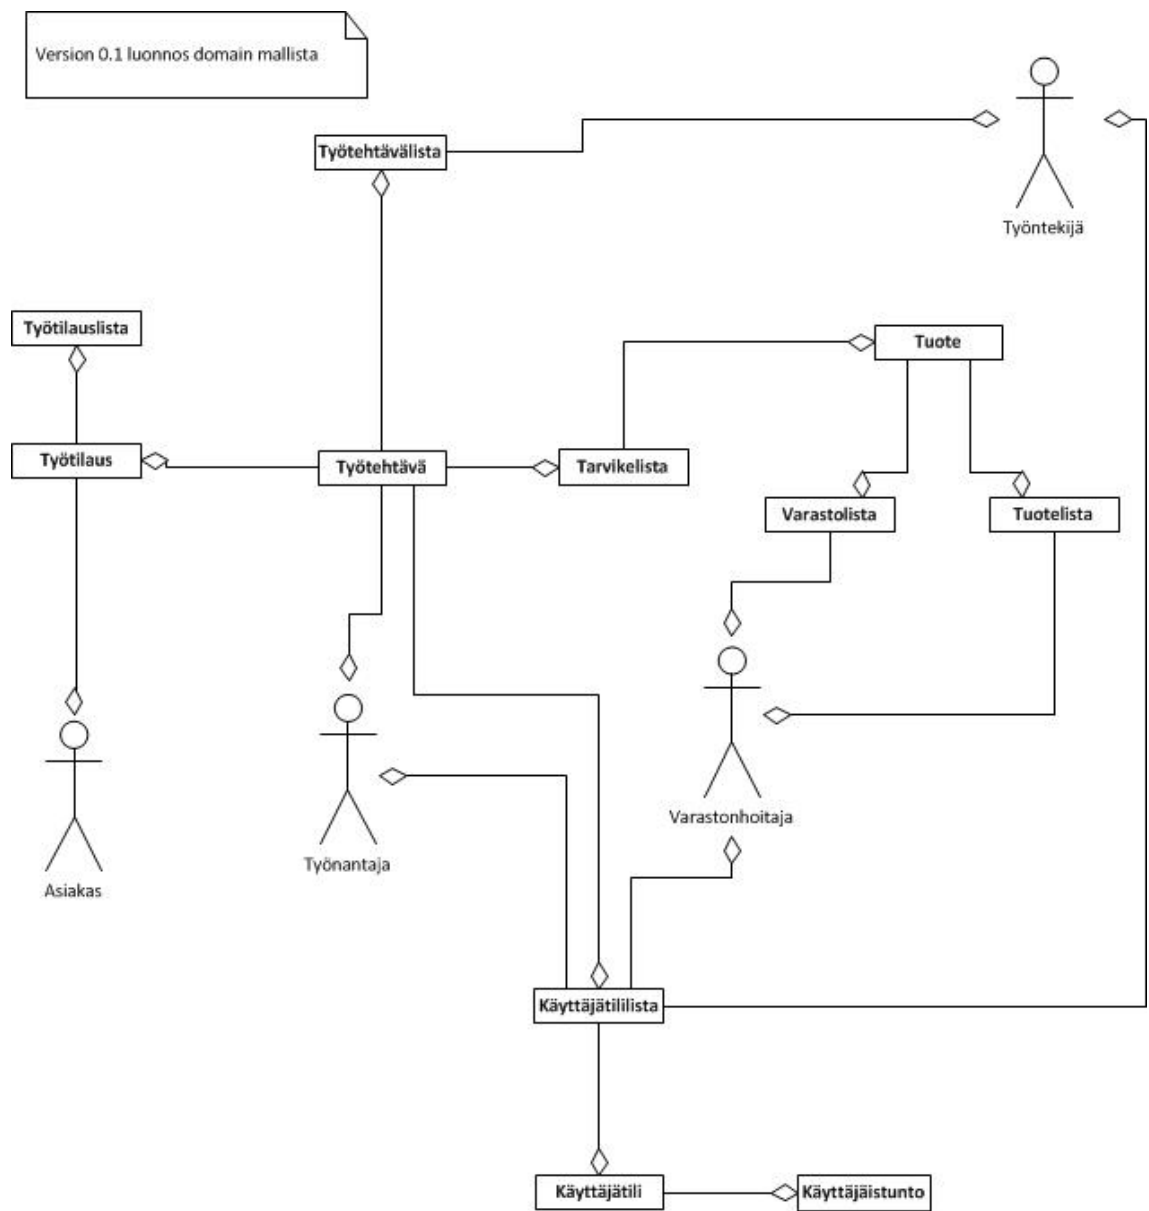 Version 0.1 luonnos domain mallista
Työtehtävälista
Työntekijä
Työtilauslista
Tuote
Työtilaus
Työtehtävä
Tarvikelista
Varastolista
Tuotelista
Varastonhoitaja
Työnantaja
Asiakas
Käyttäjätililista
Käyttäjätili
Käyttäjäistunto